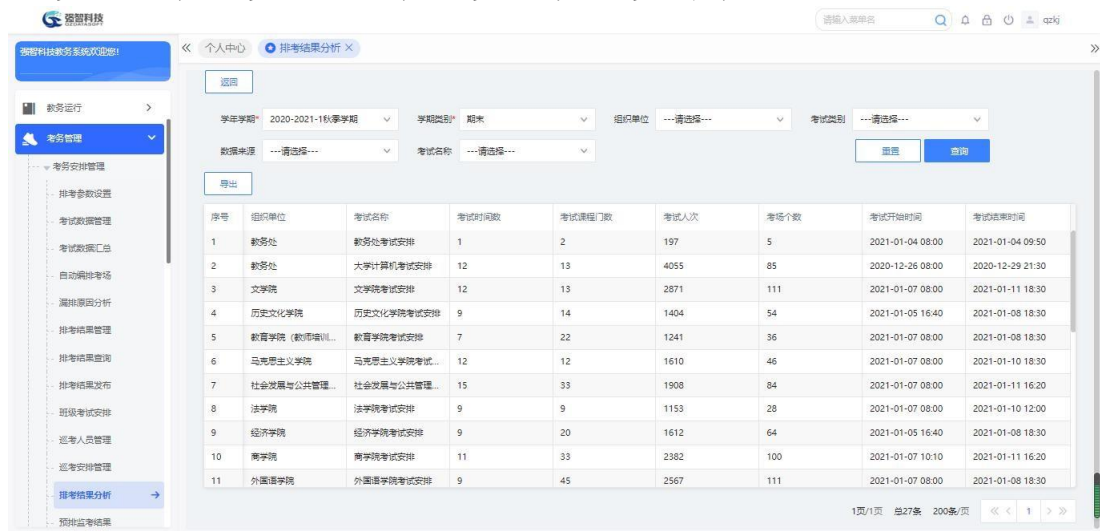 强智科技
请输入菜单名
qzkj
强智科技教务系统欢迎您!
个人中心
排考结果分析
返回
教务运行
考务管理
考务安排管理
排考参数设置
考试数据管理
考试数据汇总
自动编排考场
漏排原因分析
排考结果管理
排考结果查询
排考结果发布
班级考试安排
巡考人员管理
巡考安排管理
排考结果分析
预排监考结果
学年学期* 2020-2021-1秋季学期 学期类别* 期末 组织单位 ---请选择--- 考试类别 ---请选择---
数据来源 ---请选择--- 考试名称 ---请选择--- 重置 查询
导出
序号 组织单位 考试名称 考试时间数 考试课程门数 考试人次 考场个数 考试开始时间 考试结束时间
1 教务处 教务处考试安排 1 2 197 5 2021-01-04 08:00 2021-01-04 09:50
2 教务处 大学计算机考试安排 12 13 4055 85 2020-12-26 08:00 2020-12-29 21:30
3 文学院 文学院考试安排 12 13 2871 111 2021-01-07 08:00 2021-01-11 18:30
4 历史文化学院 历史文化学院考试安排 9 14 1404 54 2021-01-05 16:40 2021-01-08 18:30
5 教育学院（教师培训... 教育学院考试安排 7 22 1241 36 2021-01-07 08:00 2021-01-08 18:30
6 马克思主义学院 马克思主义学院考试... 12 12 1610 46 2021-01-07 08:00 2021-01-10 18:30
7 社会发展与公共管理... 社会发展与公共管理... 15 33 1908 84 2021-01-07 08:00 2021-01-11 16:20
8 法学院 法学院考试安排 9 9 1153 28 2021-01-07 08:00 2021-01-10 12:00
9 经济学院 经济学院考试安排 9 20 1612 64 2021-01-05 16:40 2021-01-08 18:30
10 商学院 商学院考试安排 11 33 2382 100 2021-01-07 10:10 2021-01-11 16:20
11 外国语学院 外国语学院考试安排 9 45 2567 111 2021-01-07 08:00 2021-01-08 18:30
1页/1页 总27条 200条/页 1